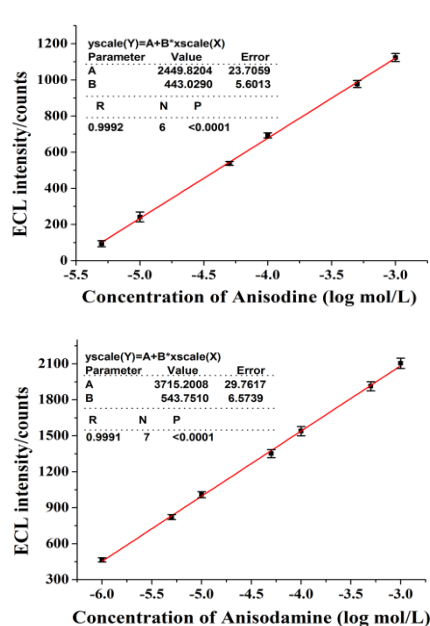 1200
1000
800
600
400
200
0
ECL intensity/counts
yscale(Y)=A+B*xscale(X)
Parameter Value Error
A 2449.8204 23.7059
B 443.0290 5.6013
R N P
0.9992 6 <0.0001
-5.5 -5.0 -4.5 -4.0 -3.5 -3.0
Concentration of Anisodine (log mol/L)
2100
1800
1500
1200
900
600
300
ECL intensity/counts
yscale(Y)=A+B*xscale(X)
Parameter Value Error
A 3715.2008 29.7617
B 543.7510 6.5739
R N P
0.9991 7 <0.0001
-6.0 -5.5 -5.0 -4.5 -4.0 -3.5 -3.0
Concentration of Anisodamine (log mol/L)